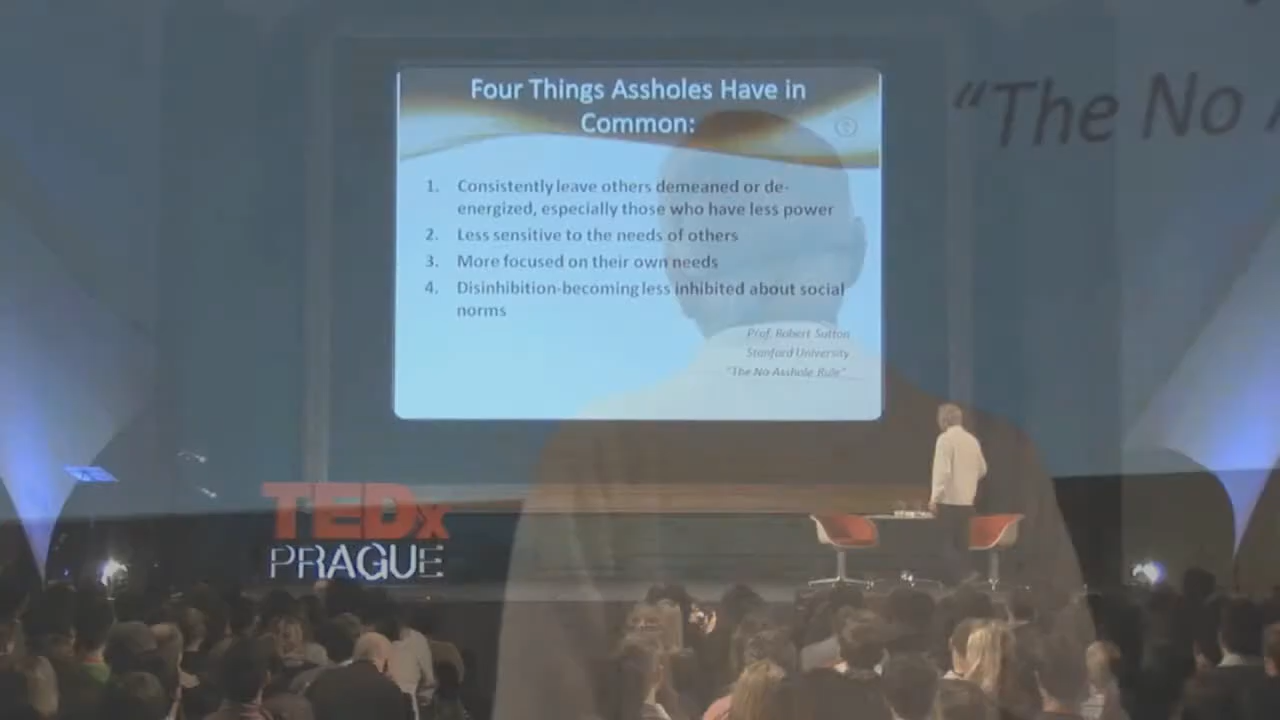 Four Things Assholes Have in
Common:
"The No
1. Consistently leave others demeaned or de-
energized, especially those who have less power
2. Less sensitive to the needs of others
3. More focused on their own needs
4. Disinhibition-becoming less inhibited about social
norms
Prof. Robert Sutton
Stanford University
"The No Asshole Rule"
TEDx
PRAGUE